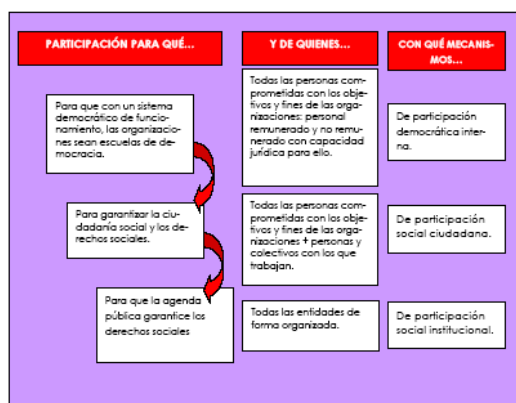 PARTICIPACIÓN PARA QUÉ...
Y DE QUIENES...
CON QUÉ MECANIS-
MOS...
Para que con un sistema
democrático de funcio-
namiento, las organizacio-
nes sean escuelas de de-
mocracia.
Todas las personas com-
prometidas con los objeti-
vos y fines de las organi-
zaciones: personal
remunerado y no remu-
nerado con capacidad
jurídica para ello.
De participación
democrática inter-
na.
Para garantizar la ciu-
dadanía social y los de-
rechos sociales.
Todas las personas com-
prometidas con los obje-
tivos y fines de las orga-
nizaciones + personas y
colectivos con los que
trabajan.
De participación
social ciudadana.
Para que la agenda
pública garantice los
derechos sociales
Todas las entidades de
forma organizada.
De participación
social institucional.